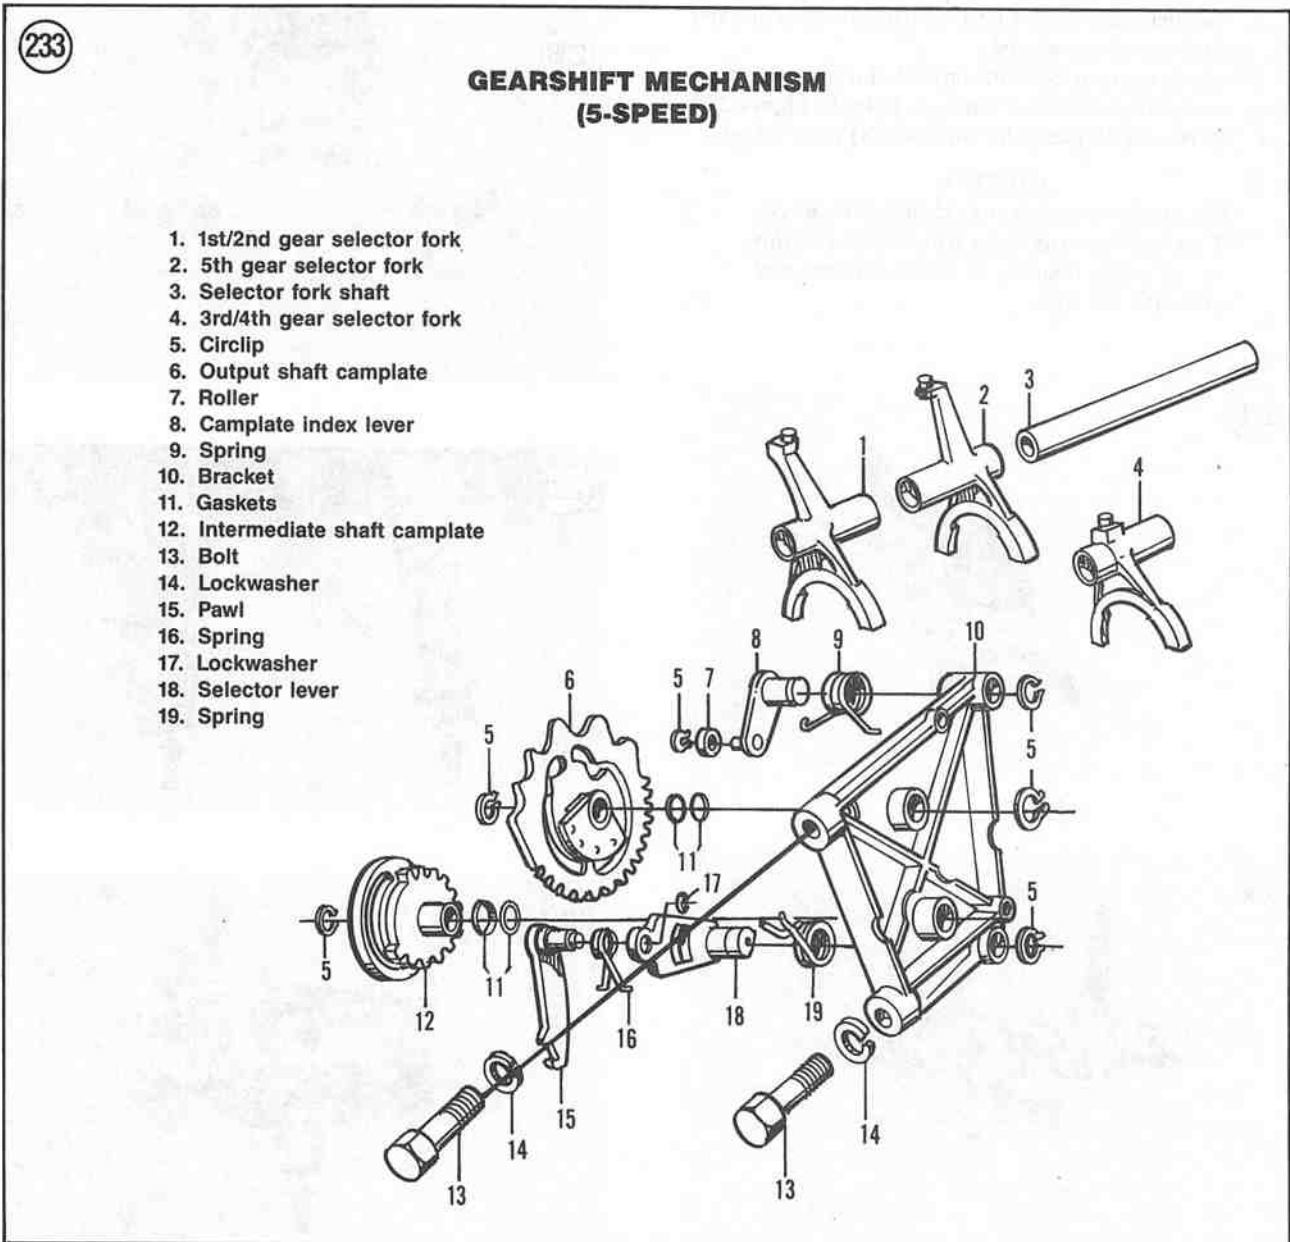 233
GEARSHIFT MECHANISM
(5-SPEED)
1. 1st/2nd gear selector fork
2. 5th gear selector fork
3. Selector fork shaft
4. 3rd/4th gear selector fork
5. Circlip
6. Output shaft camplate
7. Roller
8. Camplate index lever
9. Spring
10. Bracket
11. Gaskets
12. Intermediate shaft camplate
13. Bolt
14. Lockwasher
15. Pawl
16. Spring
17. Lockwasher
18. Selector lever
19. Spring
1
2
3
4
5
7
8
9
10
6
5
5
11
17
5
5
12
11
16
18
19
15
14
13
14
13